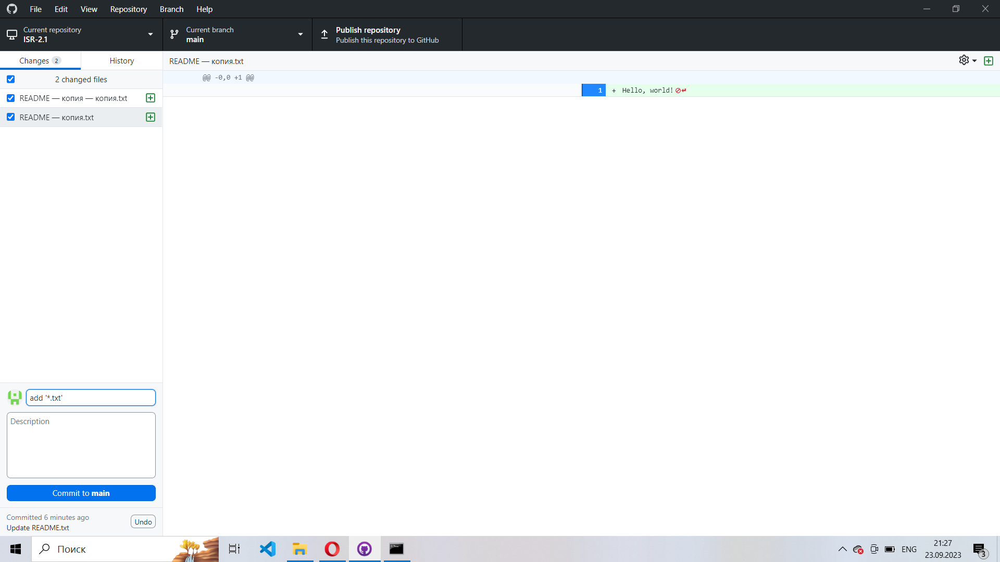 File Edit View Repository Branch Help
Current repository
ISR-2.1
Current branch
main
Publish repository
Publish this repository to GitHub
Changes 2
History
README — копия.txt
2 changed files
@@ -0,0 +1 @@
README — копия — копия.txt
1 + Hello, world!
README — копия.txt
add '*.txt'
Description
Commit to main
Committed 6 minutes ago
Update README.txt
Undo
Поиск
ENG
21:27
23.09.2023
3